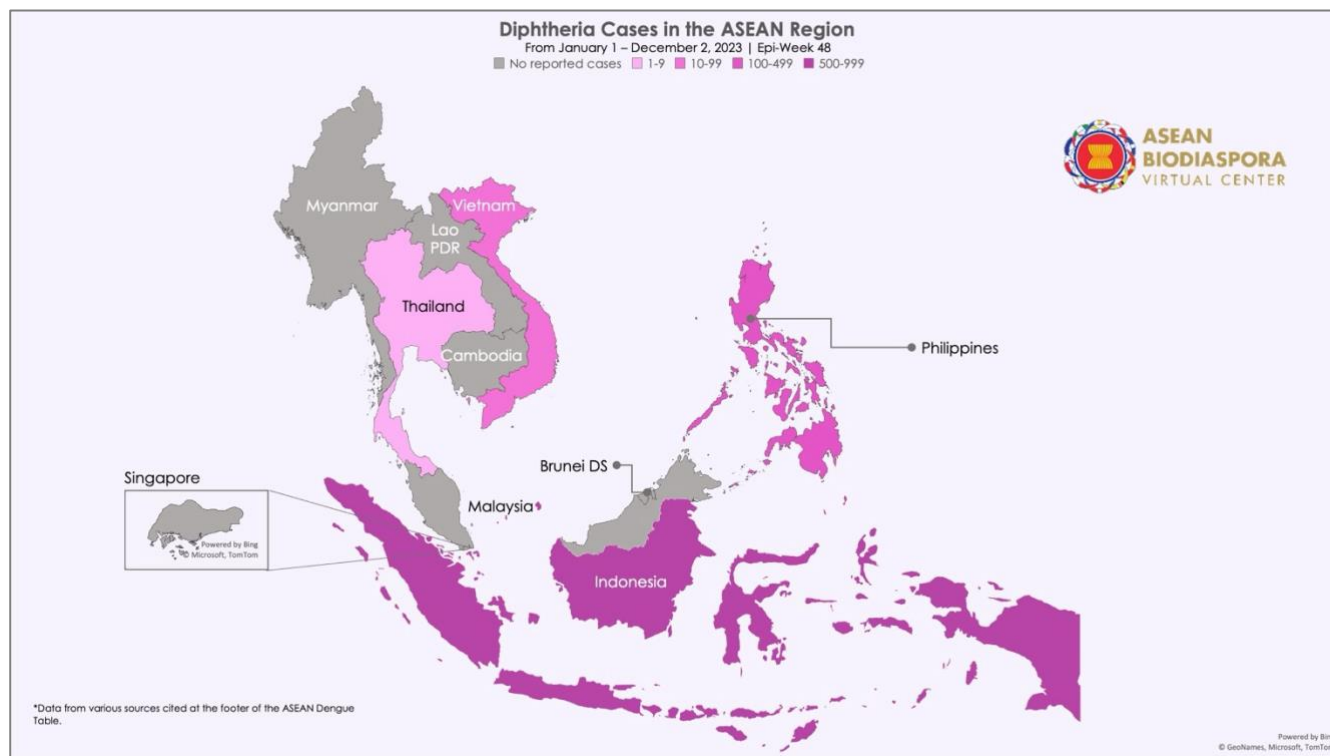 Diphtheria Cases in the ASEAN Region
From January 1 – December 2, 2023 | Epi-Week 48
No reported cases 1-9 10-99 100-499 500-999
ASEAN
BIODIASPORA
VIRTUAL CENTER
Myanmar
Vietnam
Lao
PDR
Thailand
Cambodia
Philippines
Brunei DS
Singapore
Malaysia
Powered by Bing
© Microsoft, TomTom
Indonesia
*Data from various sources cited at the footer of the ASEAN Dengue
Table.
Powered by Bing
© GeoNames, Microsoft, TomTom